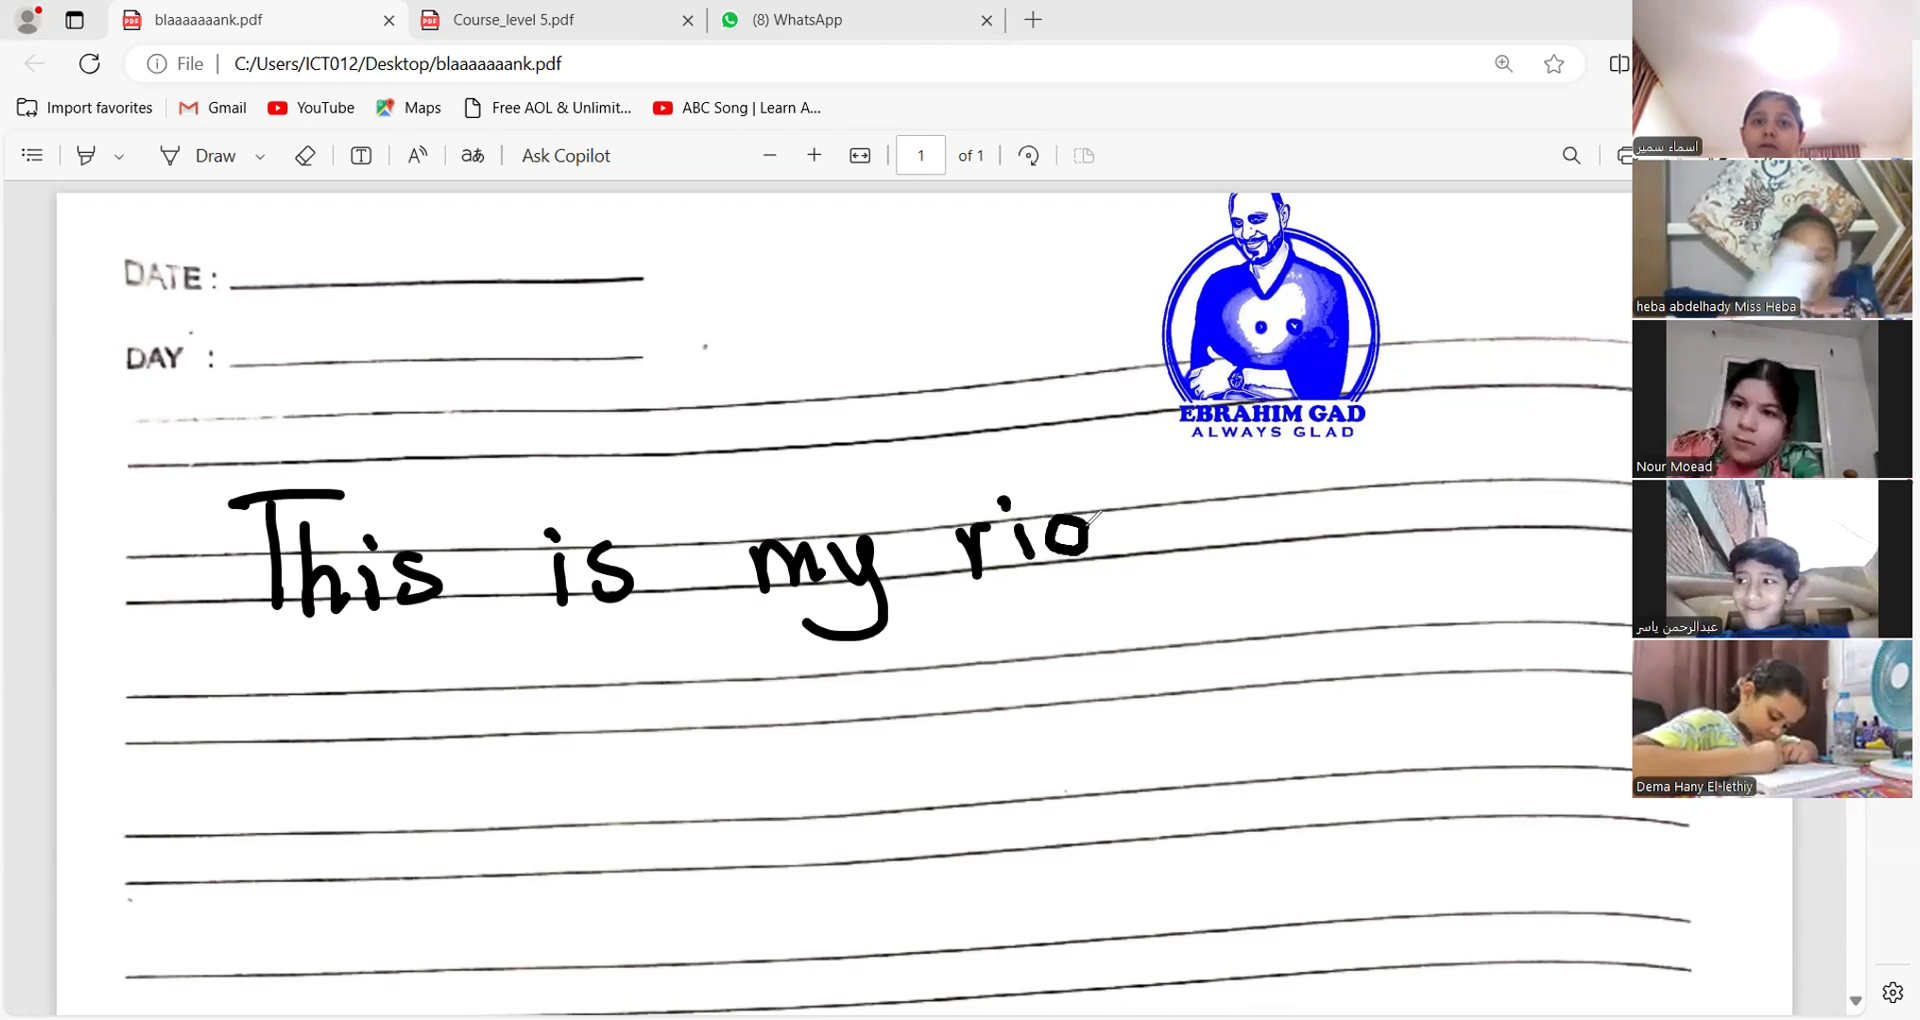 blaaaaaaank.pdf
Course_level 5.pdf
(8) WhatsApp
File
C:/Users/ICT012/Desktop/blaaaaaaank.pdf
Import favorites
Gmail
YouTube
Maps
Free AOL & Unlimit...
ABC Song | Learn A...
Draw
Ask Copilot
1
of 1
اسماء سمير
DATE:
DAY :
EBRAHIM GAD
ALWAYS GLAD
heba abdelhady Miss Heba
Nour Moead
This is my rio
عبدالرحمن ياسر
Dema Hany El-lethiy